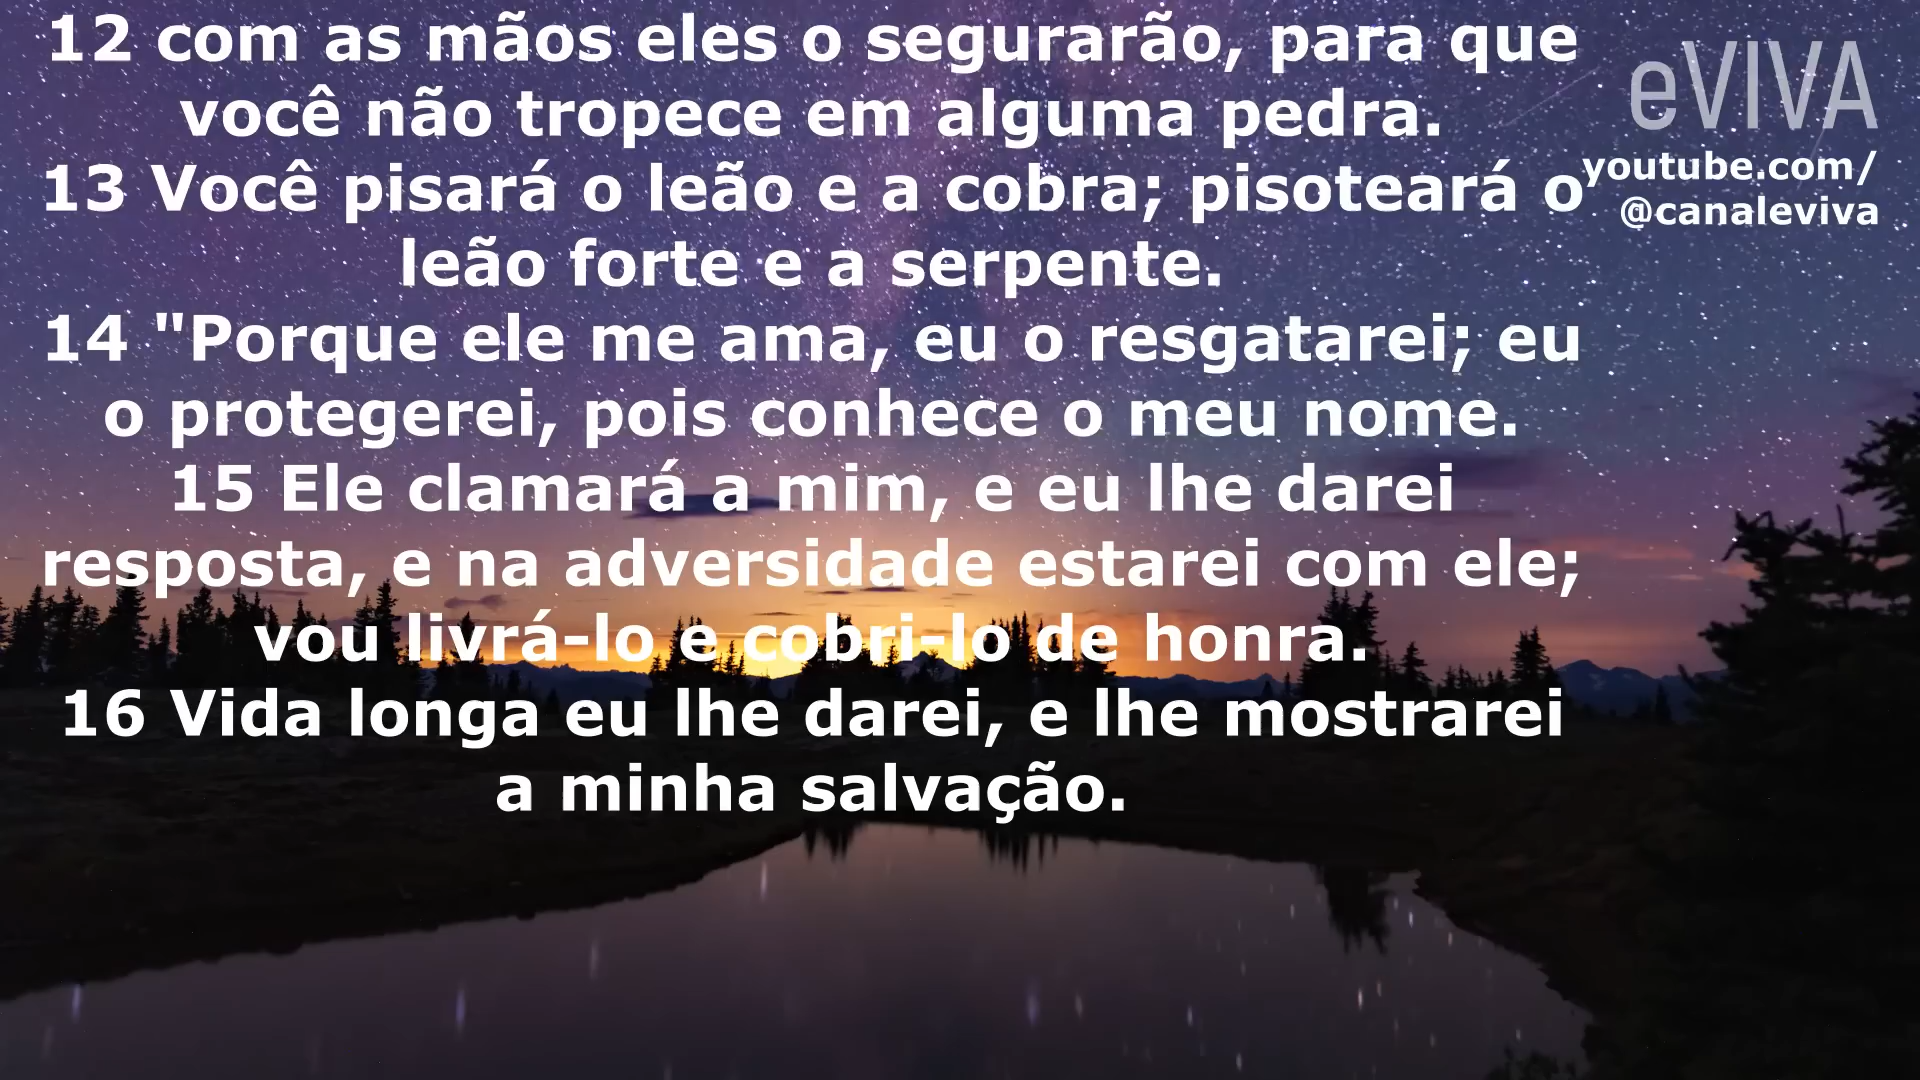 12 com as mãos eles o segurarão, para que
você não tropece em alguma pedra.
13 Você pisará o leão e a cobra; pisoteará o
leão forte e a serpente.
14 "Porque ele me ama, eu o resgatarei; eu
o protegerei, pois conhece o meu nome.
15 Ele clamará a mim, e eu lhe darei
resposta, e na adversidade estarei com ele;
vou livrá-lo e cobri-lo de honra.
16 Vida longa eu lhe darei, e lhe mostrarei
a minha salvação.
eVIVA
youtube.com/
@canaleviva